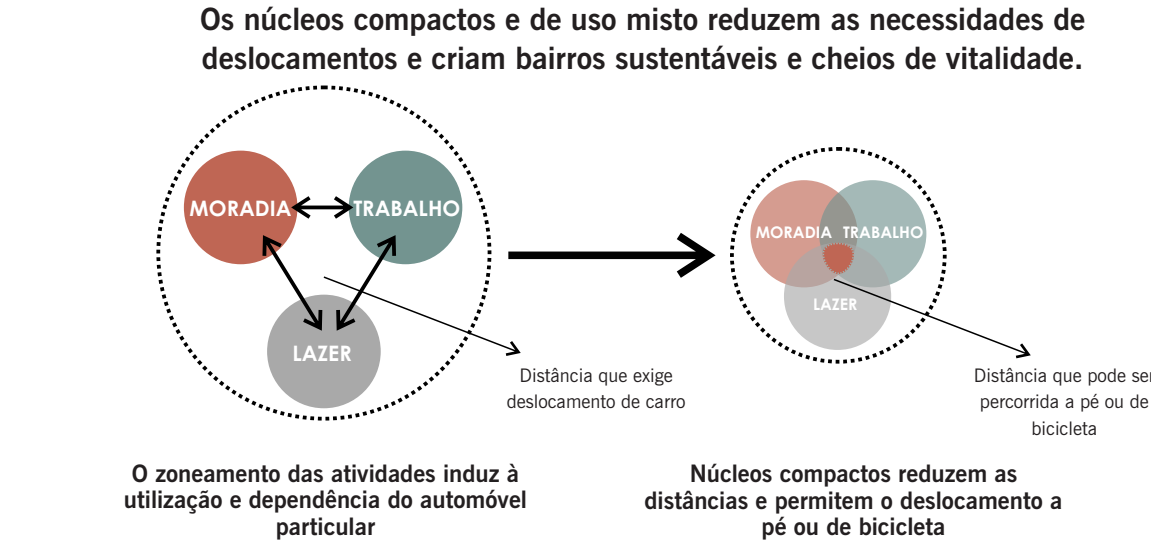 Os núcleos compactos e de uso misto reduzem as necessidades de
deslocamentos e criam bairros sustentáveis e cheios de vitalidade.
MORADIA
TRABALHO
LAZER
Distância que exige
deslocamento de carro
O zoneamento das atividades induz à
utilização e dependência do automóvel
particular
MORADIA
TRABALHO
LAZER
Distância que pode ser
percorrida a pé ou de
bicicleta
Núcleos compactos reduzem as
distâncias e permitem o deslocamento a
pé ou de bicicleta